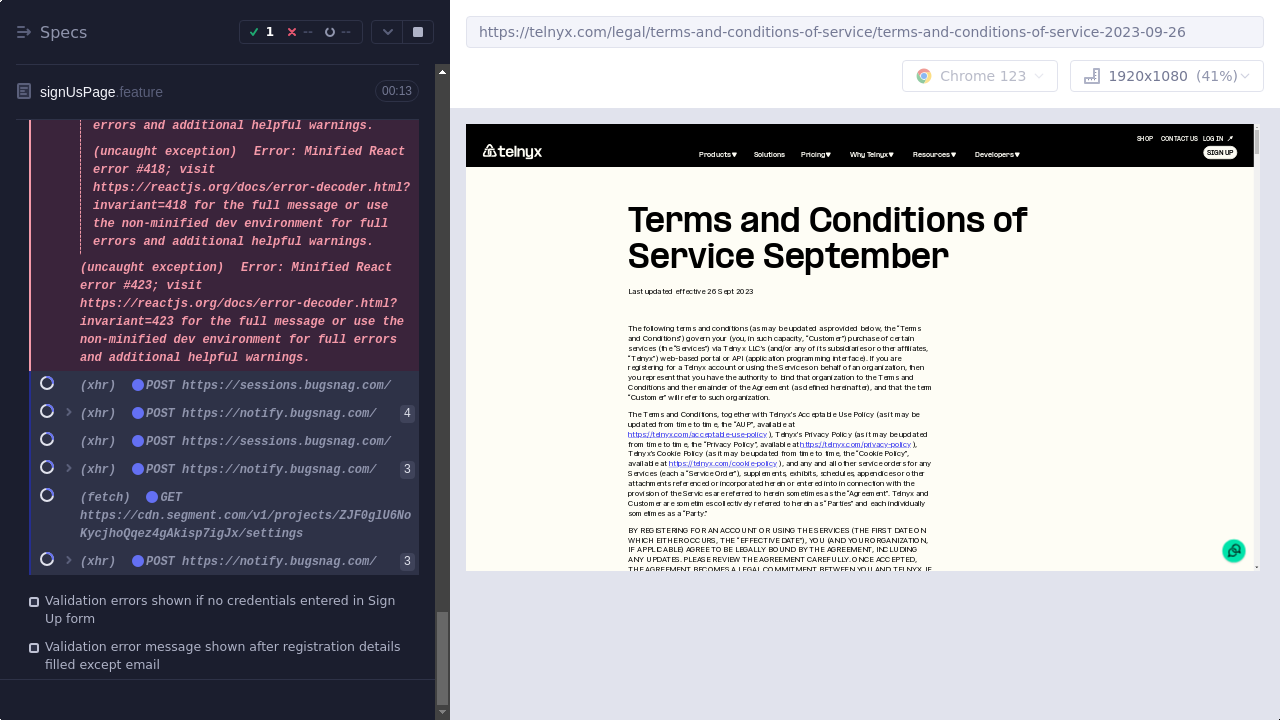 Specs
1
--
--
https://telnyx.com/legal/terms-and-conditions-of-service/terms-and-conditions-of-service-2023-09-26
Chrome 123
1920x1080 (41%)
signUsPage.feature
00:13
errors and additional helpful warnings.
(uncaught exception) Error: Minified React
error #418; visit
https://reactjs.org/docs/error-decoder.html?
invariant=418 for the full message or use
the non-minified dev environment for full
errors and additional helpful warnings.
(uncaught exception) Error: Minified React
error #423; visit
https://reactjs.org/docs/error-decoder.html?
invariant=423 for the full message or use the
non-minified dev environment for full errors
and additional helpful warnings.
(xhr) POST https://sessions.bugsnag.com/
(xhr) POST https://notify.bugsnag.com/ 4
(xhr) POST https://sessions.bugsnag.com/
(xhr) POST https://notify.bugsnag.com/ 3
(fetch) GET
https://cdn.segment.com/v1/projects/ZJF0glU6No
KycjhoQqez4gAkisp7igJx/settings
(xhr) POST https://notify.bugsnag.com/ 3
Validation errors shown if no credentials entered in Sign
Up form
Validation error message shown after registration details
filled except email
SHOP CONTACT US LOG IN
telnyx
Products Solutions Pricing Why Telnyx Resources Developers
SIGN UP
Terms and Conditions of
Service September
Last updated effective 26 Sept 2023
The following terms and conditions (as may be updated as provided below, the "Terms
and Conditions") govern your (you, in such capacity, "Customer") purchase of certain
services (the "Services") via Telnyx LLC's (and/or any of its subsidiaries or other affiliates,
"Telnyx") web-based portal or API (application programming interface). If you are
registering for a Telnyx account or using the Services on behalf of an organization, then
you represent that you have the authority to bind that organization to the Terms and
Conditions and the remainder of the Agreement (as defined hereinafter), and that the term
"Customer" will refer to such organization.
The Terms and Conditions, together with Telnyx's Acceptable Use Policy (as it may be
updated from time to time, the "AUP", available at
https://telnyx.com/acceptable-use-policy ), Telnyx's Privacy Policy (as it may be updated
from time to time, the "Privacy Policy", available at https://telnyx.com/privacy-policy ),
Telnyx's Cookie Policy (as it may be updated from time to time, the "Cookie Policy",
available at https://telnyx.com/cookie-policy ), and any and all other service orders for any
Services (each a "Service Order"), supplements, exhibits, schedules, appendices or other
attachments referenced or incorporated herein or entered into in connection with the
provision of the Services are referred to herein sometimes as the "Agreement". Telnyx and
Customer are sometimes collectively referred to herein as "Parties" and each individually
sometimes as a "Party."
BY REGISTERING FOR AN ACCOUNT OR USING THE SERVICES (THE FIRST DATE ON
WHICH EITHER OCCURS, THE "EFFECTIVE DATE"), YOU (AND YOUR ORGANIZATION,
IF APPLICABLE) AGREE TO BE LEGALLY BOUND BY THE AGREEMENT, INCLUDING
ANY UPDATES. PLEASE REVIEW THE AGREEMENT CAREFULLY. ONCE ACCEPTED,
THE AGREEMENT BECOMES A LEGAL COMMITMENT BETWEEN YOU AND TELNYX. IF